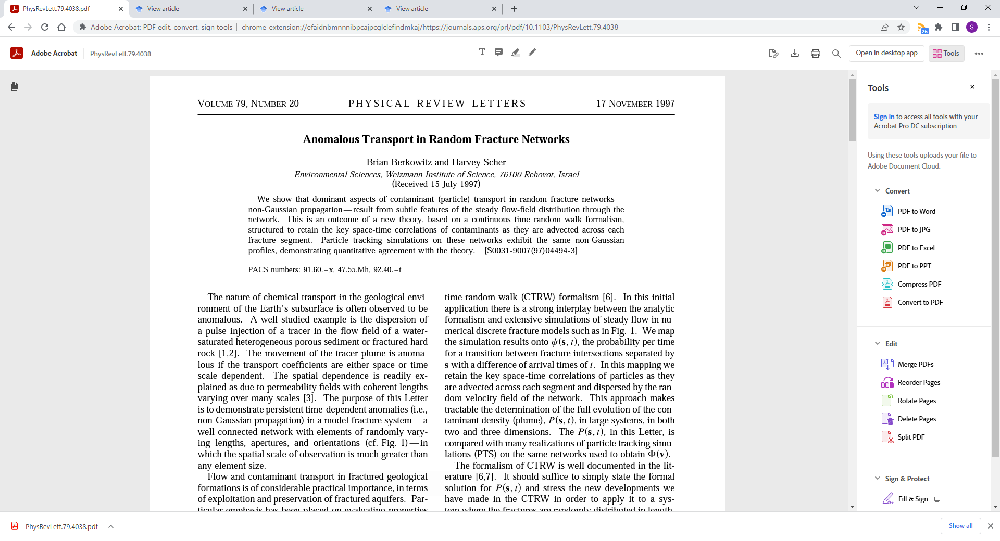 PhysRevLett.79.4038.pdf
View article
View article
View article
Adobe Acrobat: PDF edit, convert, sign tools
chrome-extension://efaidnbmnnnibpcajpcglclefindmkaj/https://journals.aps.org/prl/pdf/10.1103/PhysRevLett.79.4038
26
S
Adobe Acrobat
PhysRevLett.79.4038
Open in desktop app
Tools
VOLUME 79, NUMBER 20
PHYSICAL REVIEW LETTERS
17 NOVEMBER 1997
Anomalous Transport in Random Fracture Networks
Brian Berkowitz and Harvey Scher
Environmental Sciences, Weizmann Institute of Science, 76100 Rehovot, Israel
(Received 15 July 1997)
We show that dominant aspects of contaminant (particle) transport in random fracture networks—
non-Gaussian propagation—result from subtle features of the steady flow-field distribution through the
network. This is an outcome of a new theory, based on a continuous time random walk formalism,
structured to retain the key space-time correlations of contaminants as they are advected across each
fracture segment. Particle tracking simulations on these networks exhibit the same non-Gaussian
profiles, demonstrating quantitative agreement with the theory. [S0031-9007(97)04494-3]
PACS numbers: 91.60.–x, 47.55.Mh, 92.40.–t
The nature of chemical transport in the geological envi-
ronment of the Earth's subsurface is often observed to be
anomalous. A well studied example is the dispersion of
a pulse injection of a tracer in the flow field of a water-
saturated heterogeneous porous sediment or fractured hard
rock [1,2]. The movement of the tracer plume is anoma-
lous if the transport coefficients are either space or time
scale dependent. The spatial dependence is readily ex-
plained as due to permeability fields with coherent lengths
varying over many scales [3]. The purpose of this Letter
is to demonstrate persistent time-dependent anomalies (i.e.,
non-Gaussian propagation) in a model fracture system—a
well connected network with elements of randomly vary-
ing lengths, apertures, and orientations (cf. Fig. 1)—in
which the spatial scale of observation is much greater than
any element size.
Flow and contaminant transport in fractured geological
formations is of considerable practical importance, in terms
of exploitation and preservation of fractured aquifers. Par-
ticular emphasis has been placed on evaluating properties
time random walk (CTRW) formalism [6]. In this initial
application there is a strong interplay between the analytic
formalism and extensive simulations of steady flow in nu-
merical discrete fracture models such as in Fig. 1. We map
the simulation results onto ψ(s, t), the probability per time
for a transition between fracture intersections separated by
s with a difference of arrival times of t. In this mapping we
retain the key space-time correlations of particles as they
are advected across each segment and dispersed by the ran-
dom velocity field of the network. This approach makes
tractable the determination of the full evolution of the con-
taminant density (plume), P(s, t), in large systems, in both
two and three dimensions. The P(s, t), in this Letter, is
compared with many realizations of particle tracking simu-
lations (PTS) on the same networks used to obtain Φ(v).
The formalism of CTRW is well documented in the lit-
erature [6,7]. It should suffice to simply state the formal
solution for P(s, t) and stress the new developments we
have made in the CTRW in order to apply it to a sys-
tem where the fractures are randomly distributed in length,
Tools
Sign in to access all tools with your
Acrobat Pro DC subscription
Using these tools uploads your file to
Adobe Document Cloud.
Convert
PDF to Word
PDF to JPG
PDF to Excel
PDF to PPT
Compress PDF
Convert to PDF
Edit
Merge PDFs
Reorder Pages
Rotate Pages
Delete Pages
Split PDF
Sign & Protect
Fill & Sign
PhysRevLett.79.4038.pdf
Show all